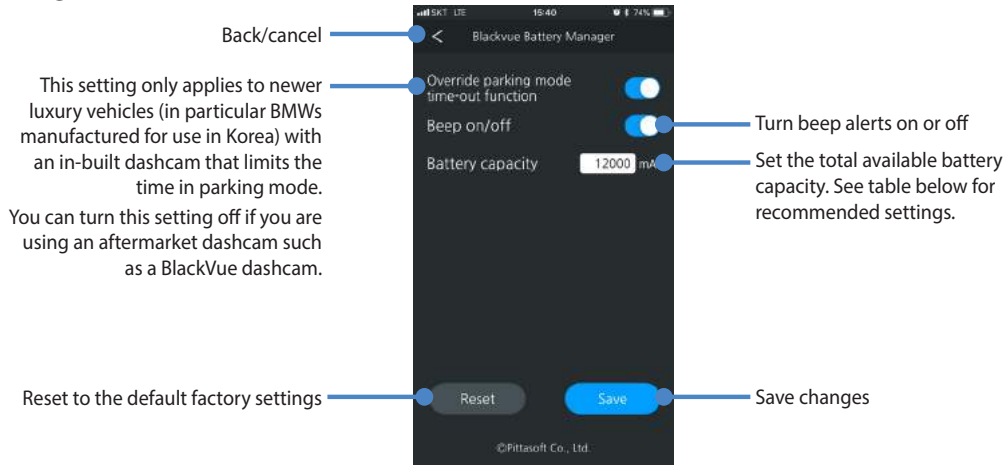 SKT LTE 15:40 74%
Back/cancel
< Blackvue Battery Manager
This setting only applies to newer
luxury vehicles (in particular BMWs
manufactured for use in Korea) with
an in-built dashcam that limits the
time in parking mode.
You can turn this setting off if you are
using an aftermarket dashcam such
as a BlackVue dashcam.
Override parking mode
time-out function
Beep on/off
Turn beep alerts on or off
Battery capacity 12000
Set the total available battery
capacity. See table below for
recommended settings.
Reset to the default factory settings
Reset
Save
Save changes
©Pittasoft Co., Ltd.